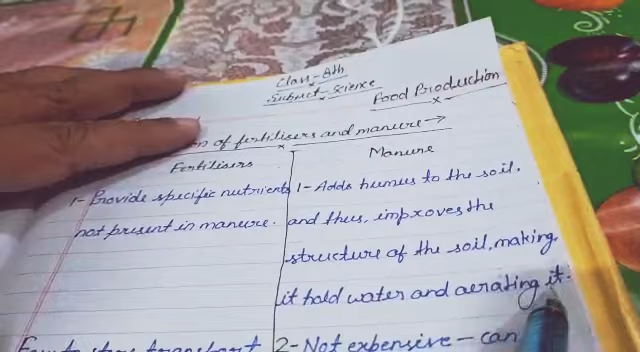 Class-8th
Subject-Science
Food Production
of fertilisers and manure →
Fertilisers
Manure
1- Provide specific nutrients
not present in manure.
1- Adds humus to the soil.
and thus, improves the
structure of the soil, making
it hold water and aerating it.
2- Not expensive - can